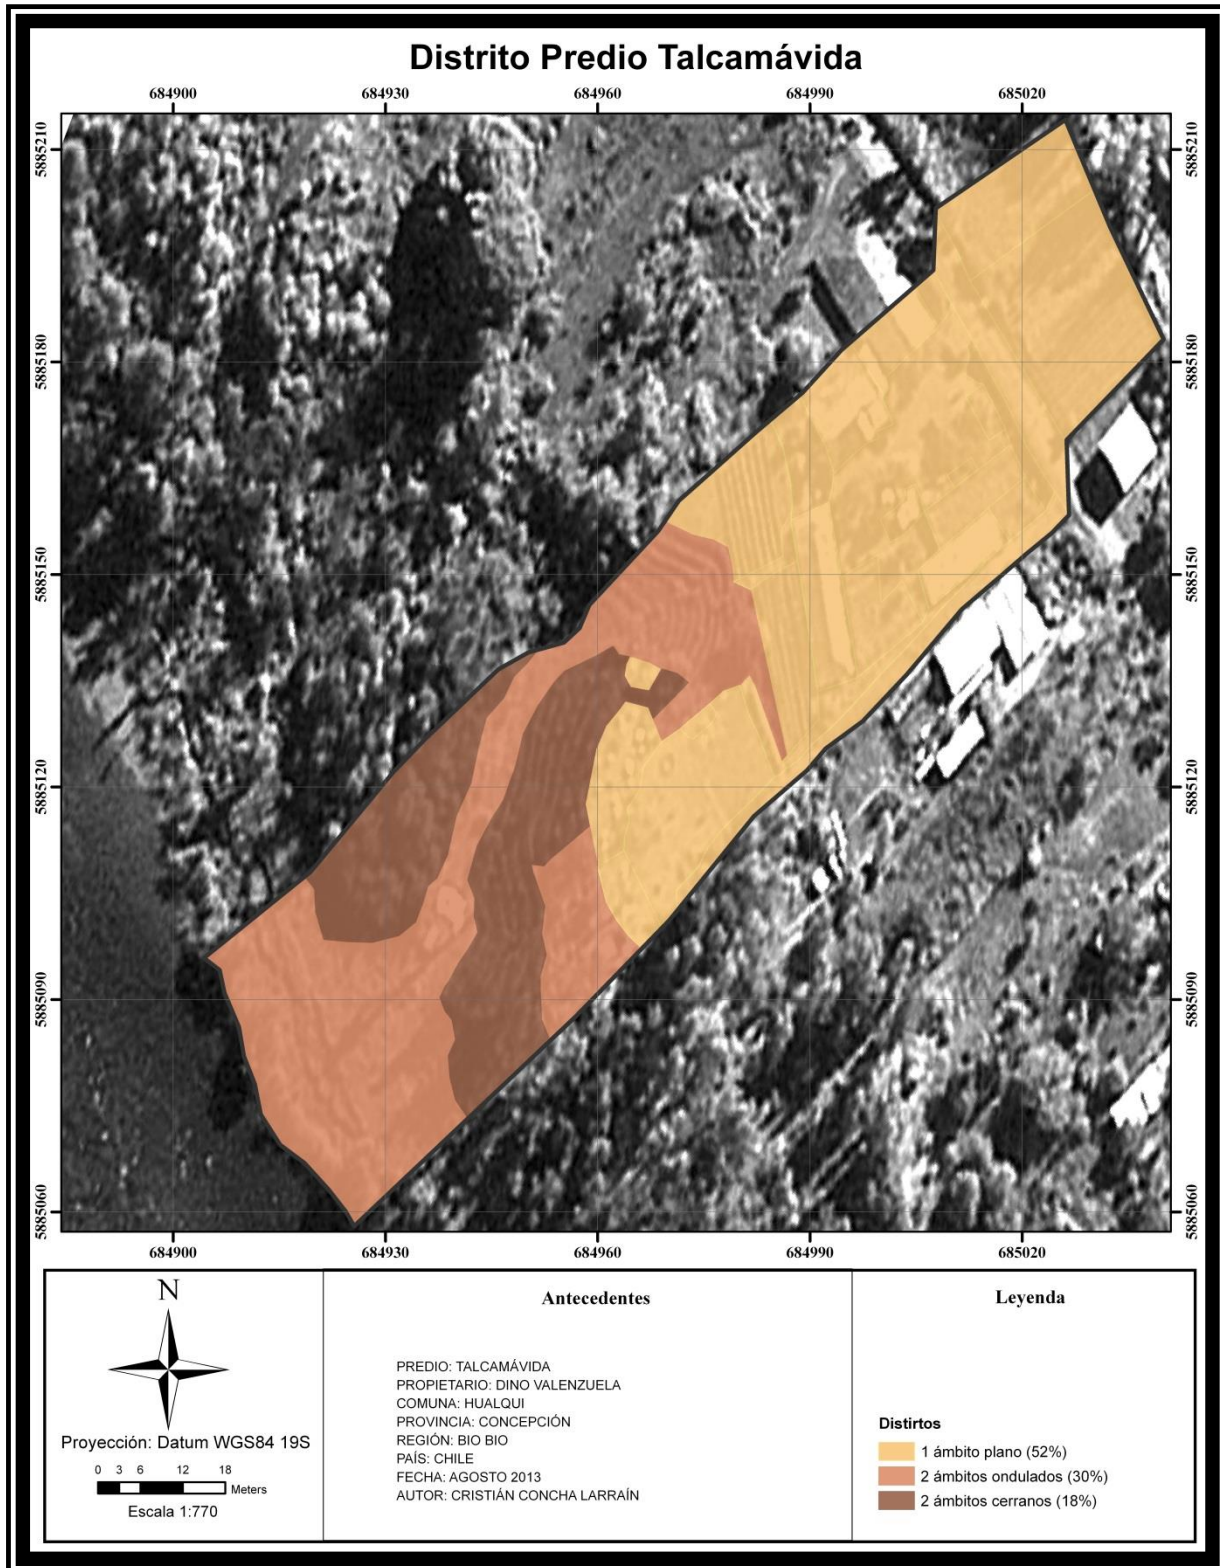 Distrito Predio Talcamávida
684900 684930 684960 684990 685020
5885210 5885210
5885180 5885180
5885150 5885150
5885120 5885120
5885090 5885090
5885060 5885060
684900 684930 684960 684990 685020
N
Proyección: Datum WGS84 19S
0 3 6 12 18
Meters
Escala 1:770
Antecedentes
PREDIO: TALCAMÁVIDA
PROPIETARIO: DINO VALENZUELA
COMUNA: HUALQUI
PROVINCIA: CONCEPCIÓN
REGIÓN: BIO BIO
PAÍS: CHILE
FECHA: AGOSTO 2013
AUTOR: CRISTIÁN CONCHA LARRAÍN
Leyenda
Distirtos
1 ámbito plano (52%)
2 ámbitos ondulados (30%)
2 ámbitos cerranos (18%)